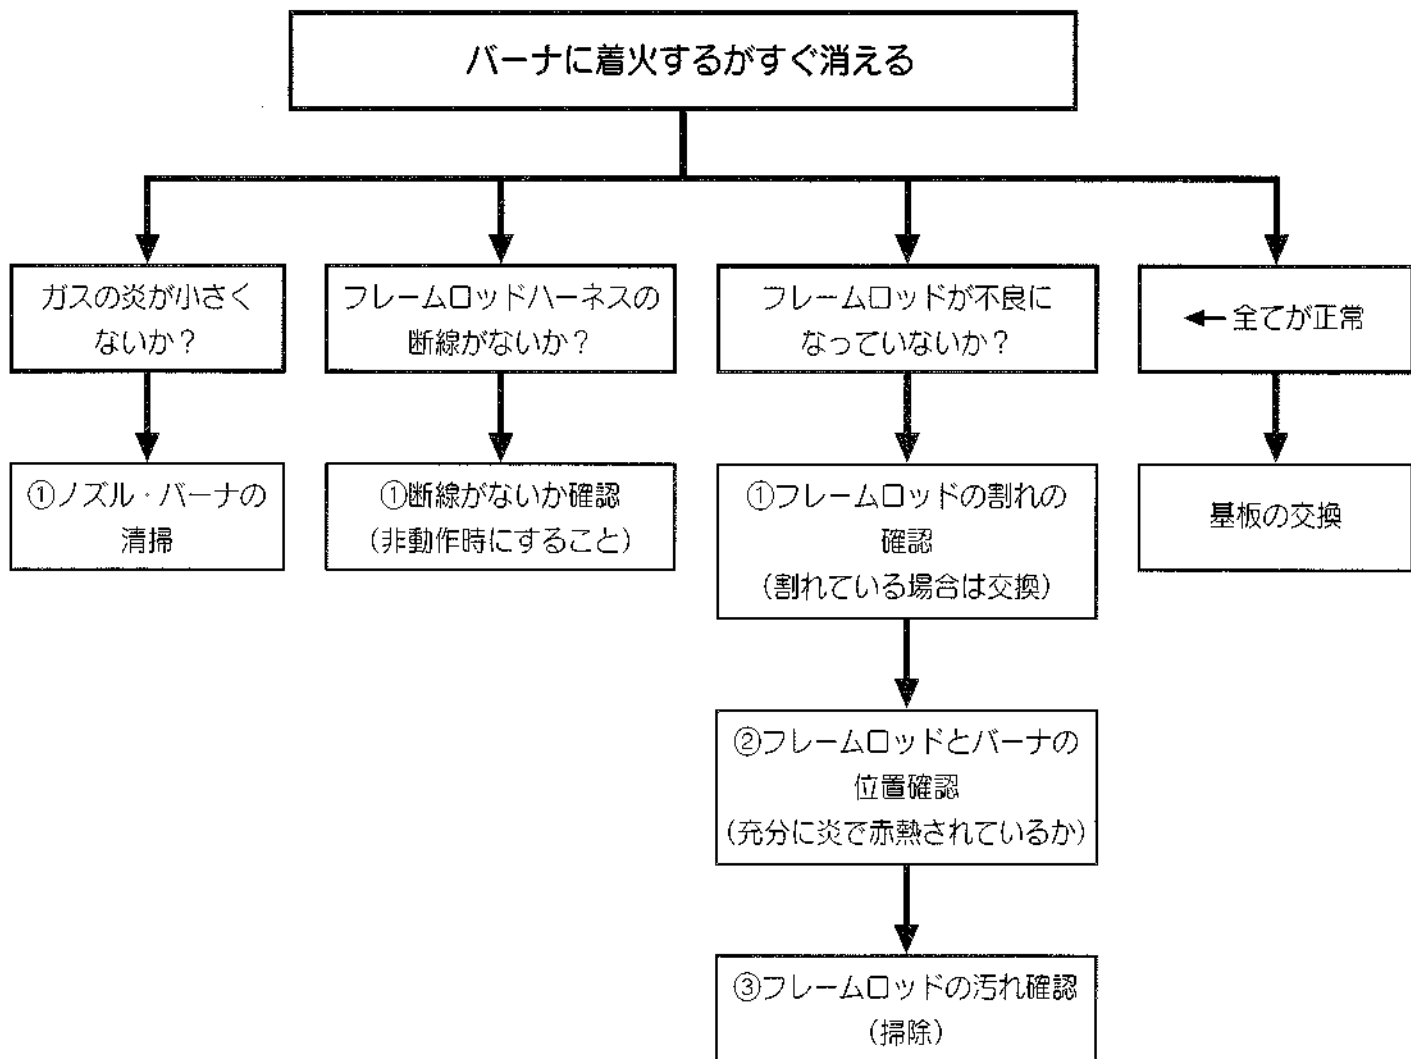 バーナに着火するがすぐ消える
ガスの炎が小さく
ないか？
フレームロッドハーネスの
断線がないか？
フレームロッドが不良に
なっていないか？
←全てが正常
①ノズル・バーナの
清掃
①断線がないか確認
（非動作時にすること）
①フレームロッドの割れの
確認
（割れている場合は交換）
基板の交換
②フレームロッドとバーナの
位置確認
（充分に炎で赤熱されているか）
③フレームロッドの汚れ確認
（掃除）